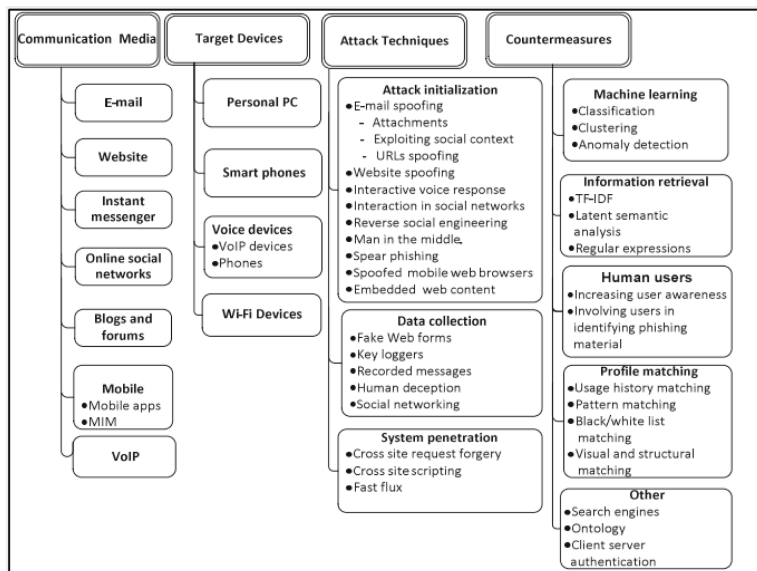 Communication Media
E-mail
Website
Instant
messenger
Online social
networks
Blogs and
forums
Mobile
●Mobile apps
●MIM
VoIP
Target Devices
Personal PC
Smart phones
Voice devices
●VoIP devices
●Phones
Wi-Fi Devices
Attack Techniques
Attack initialization
●E-mail spoofing
- Attachments
- Exploiting social context
- URLs spoofing
●Website spoofing
●Interactive voice response
●Interaction in social networks
●Reverse social engineering
●Man in the middle.
●Spear phishing
●Spoofed mobile web browsers
●Embedded web content
Data collection
●Fake Web forms
●Key loggers
●Recorded messages
●Human deception
●Social networking
System penetration
●Cross site request forgery
●Cross site scripting
●Fast flux
Countermeasures
Machine learning
●Classification
●Clustering
●Anomaly detection
Information retrieval
●TF-IDF
●Latent semantic
analysis
●Regular expressions
Human users
●Increasing user awareness
●Involving users in
identifying phishing
material
Profile matching
●Usage history matching
●Pattern matching
●Black/white list
matching
●Visual and structural
matching
Other
●Search engines
●Ontology
●Client server
authentication